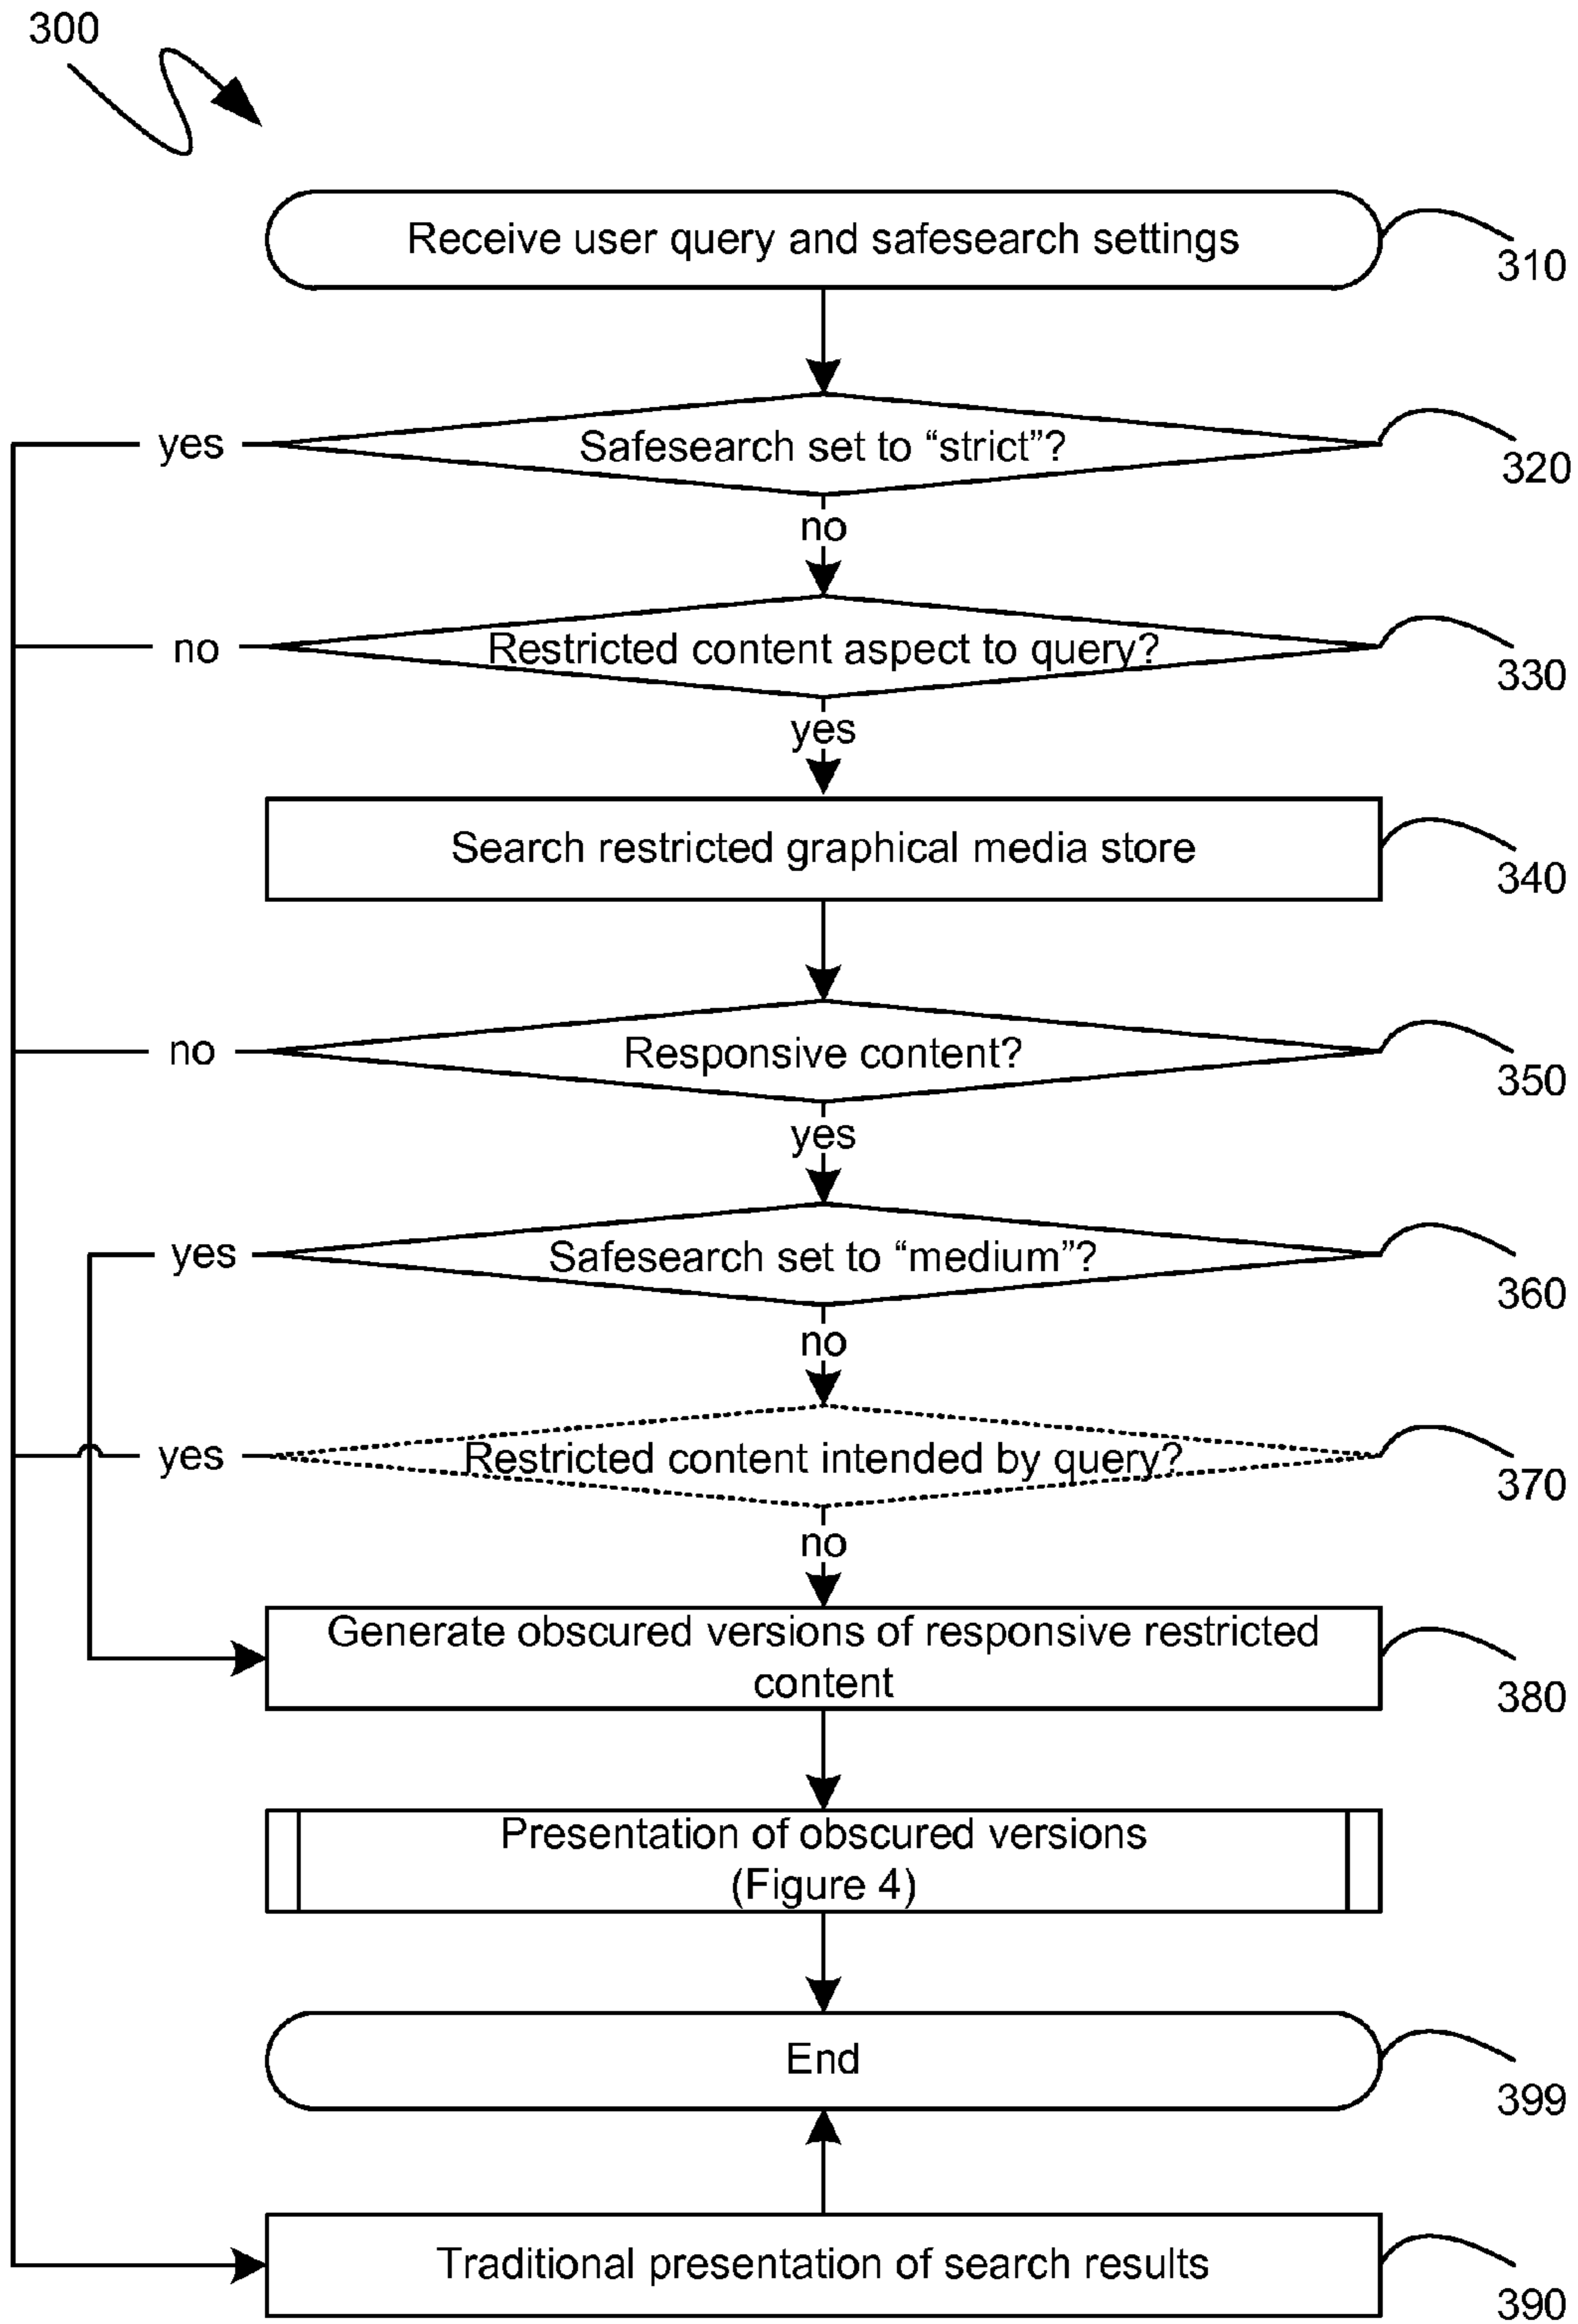 300
Receive user query and safesearch settings
310
yes
Safesearch set to “strict”?
320
no
no
Restricted content aspect to query?
330
yes
Search restricted graphical media store
340
no
Responsive content?
350
yes
yes
Safesearch set to “medium”?
360
no
yes
Restricted content intended by query?
370
no
Generate obscured versions of responsive restricted
content
380
Presentation of obscured versions
(Figure 4)
End
399
Traditional presentation of search results
390